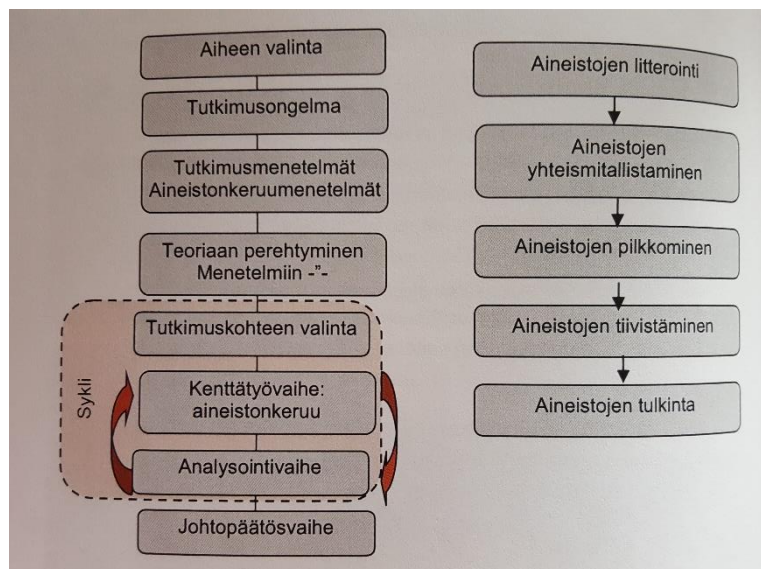 Aiheen valinta
Tutkimusongelma
Tutkimusmenetelmät
Aineistonkeruumenetelmät
Teoriaan perehtyminen
Menetelmiin -”-
Sykli
Tutkimuskohteen valinta
Kenttätyövaihe:
aineistonkeruu
Analysointivaihe
Johtopäätösvaihe
Aineistojen litterointi
Aineistojen
yhteismitallistaminen
Aineistojen pilkkominen
Aineistojen tiivistäminen
Aineistojen tulkinta